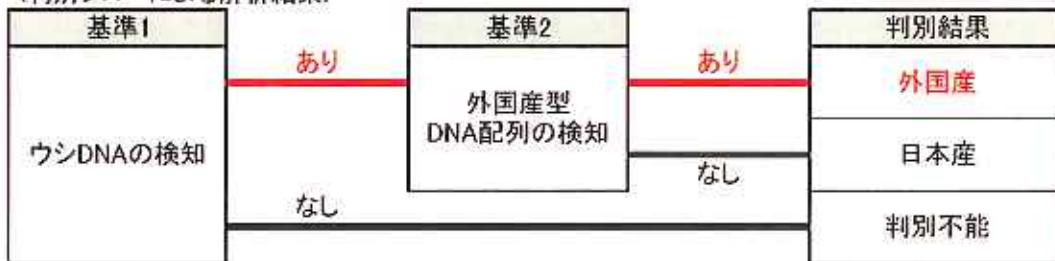 基準1
基準2
判別結果
あり
あり
外国産
ウシDNAの検知
外国産型
DNA配列の検知
日本産
なし
なし
判別不能